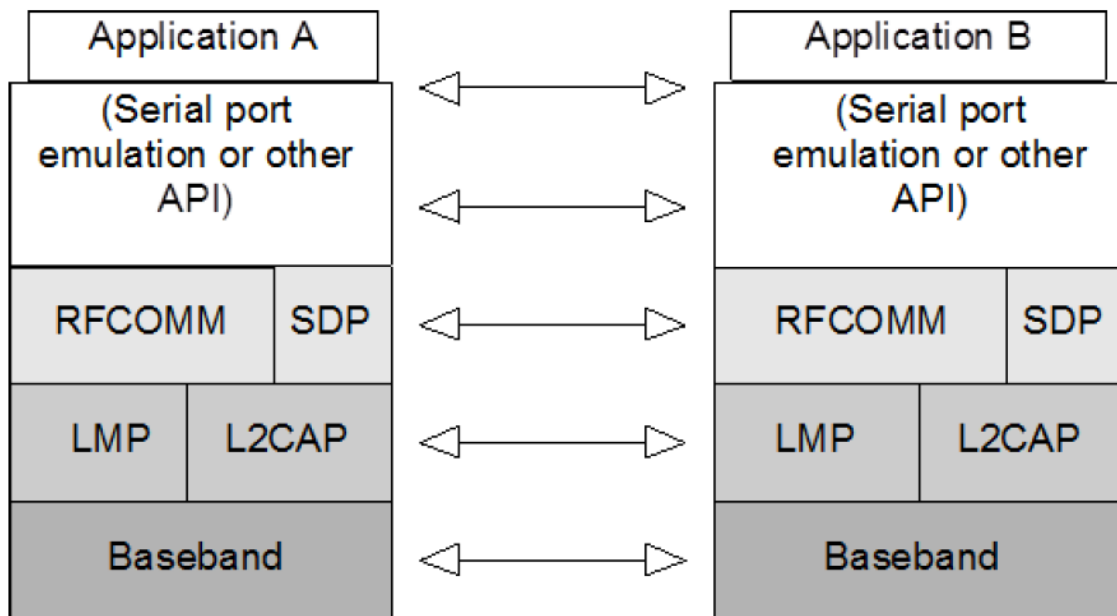 Application A
(Serial port
emulation or other
API)
RFCOMM SDP
LMP L2CAP
Baseband
Application B
(Serial port
emulation or other
API)
RFCOMM SDP
LMP L2CAP
Baseband